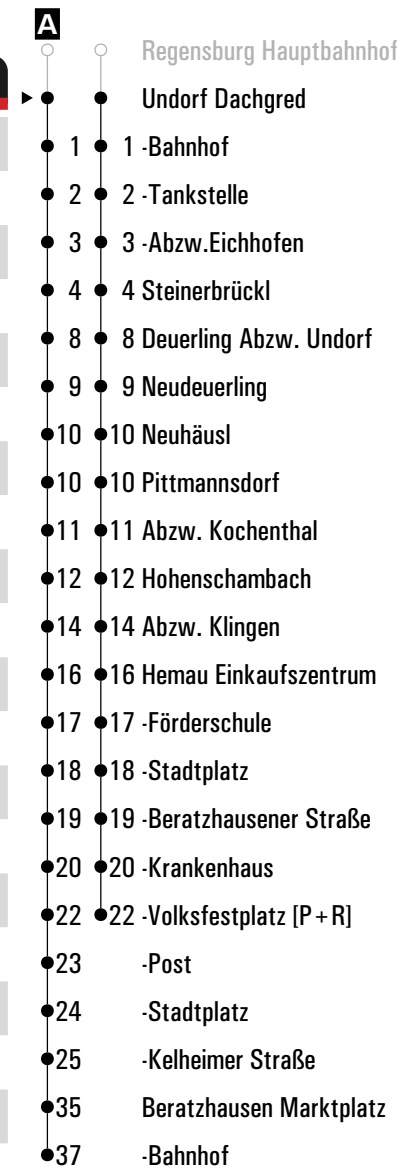 A
Regensburg Hauptbahnhof
Undorf Dachgred
1 1 -Bahnhof
2 2 -Tankstelle
3 3 -Abzw.Eichhofen
4 4 Steinerbrückl
8 8 Deuerling Abzw. Undorf
9 9 Neudeuerling
10 10 Neuhäusl
10 10 Pittmannsdorf
11 11 Abzw. Kochenthal
12 12 Hohenschambach
14 14 Abzw. Klingen
16 16 Hemau Einkaufszentrum
17 17 -Förderschule
18 18 -Stadtplatz
19 19 -Beratzhausener Straße
20 20 -Krankenhaus
22 22 -Volksfestplatz [P+R]
23 -Post
24 -Stadtplatz
25 -Kelheimer Straße
35 Beratzhausen Marktplatz
37 -Bahnhof